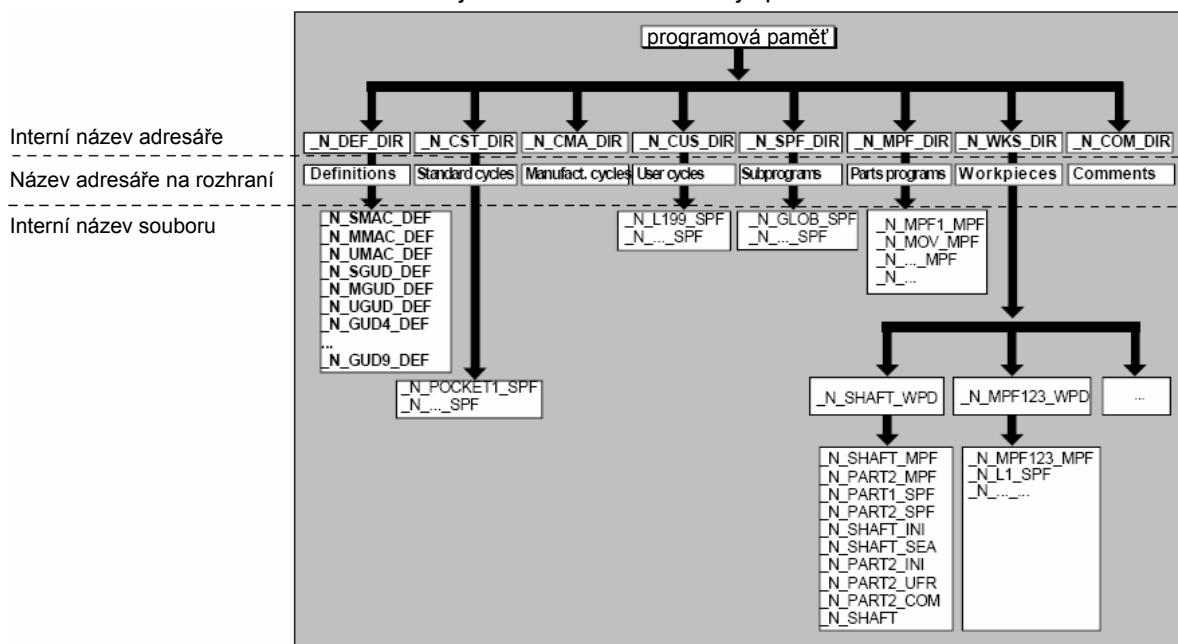 programová paměť
Interní název adresáře
_N_DEF_DIR
_N_CST_DIR
_N_CMA_DIR
_N_CUS_DIR
_N_SPF_DIR
_N_MPF_DIR
_N_WKS_DIR
_N_COM_DIR
Název adresáře na rozhraní
Definitions
Standard cycles
Manufact. cycles
User cycles
Subprograms
Parts programs
Workpieces
Comments
Interní název souboru
_N_SMAC_DEF
_N_MMAC_DEF
_N_UMAC_DEF
_N_SGUD_DEF
_N_MGUD_DEF
_N_UGUD_DEF
_N_GUD4_DEF
...
_N_GUD9_DEF
_N_POCKET1_SPF
_N_..._SPF
_N_L199_SPF
_N_..._SPF
_N_GLOB_SPF
_N_..._SPF
_N_MPF1_MPF
_N_MOV_MPF
_N_..._MPF
_N_...
_N_SHAFT_WPD
_N_MPF123_WPD
...
_N_SHAFT_MPF
_N_PART2_MPF
_N_PART1_SPF
_N_PART2_SPF
_N_SHAFT_INI
_N_SHAFT_SEA
_N_PART2_INI
_N_PART2_UFR
_N_PART2_COM
_N_SHAFT
_N_MPF123_MPF
_N_L1_SPF
_N_..._...